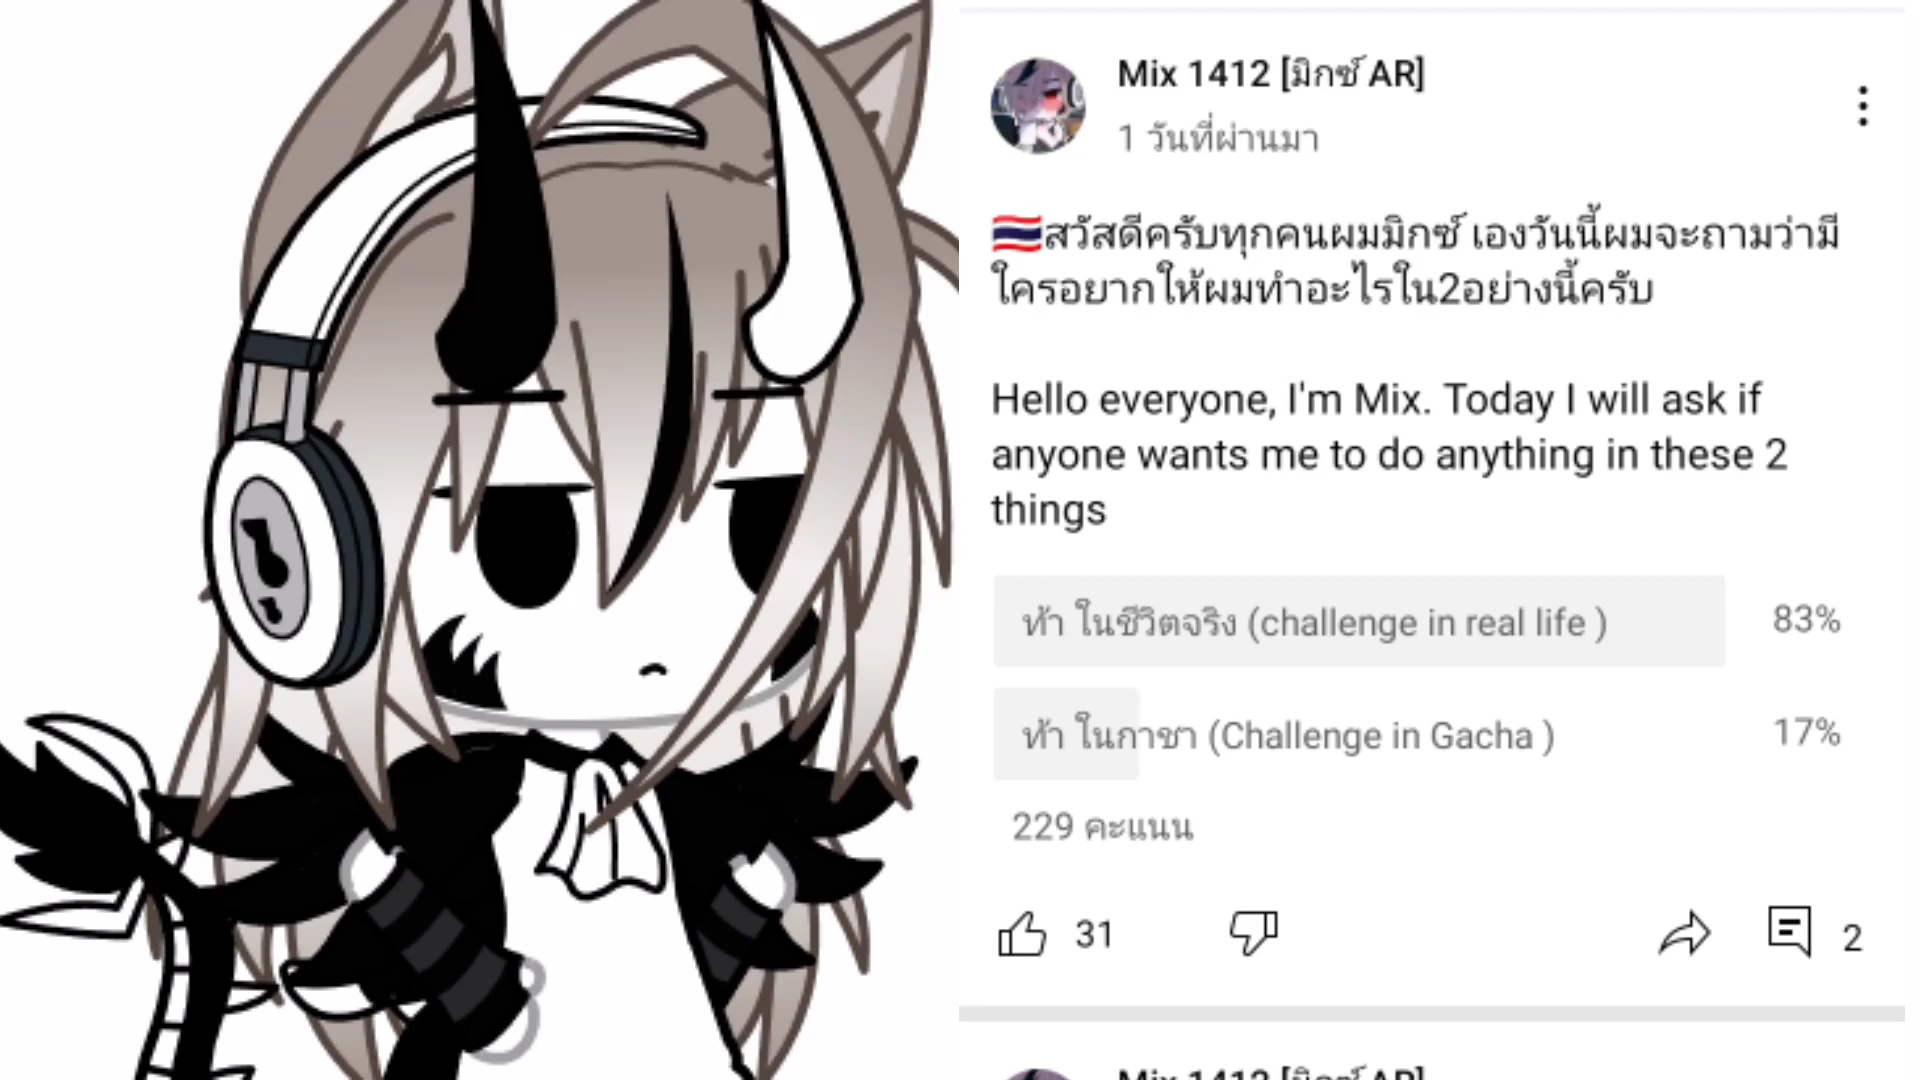 Mix 1412 [มิกซ์ AR]
1 วันที่ผ่านมา
🇹🇭สวัสดีครับทุกคนผมมิกซ์ เองวันนี้ผมจะถามว่ามี
ใครอยากให้ผมทำอะไรใน2อย่างนี้ครับ
Hello everyone, I'm Mix. Today I will ask if
anyone wants me to do anything in these 2
things
ท้า ในชีวิตจริง (challenge in real life ) 83%
ท้า ในกาชา (Challenge in Gacha ) 17%
229 คะแนน
31 2
Mix 1412 [มิกซ์ AR]